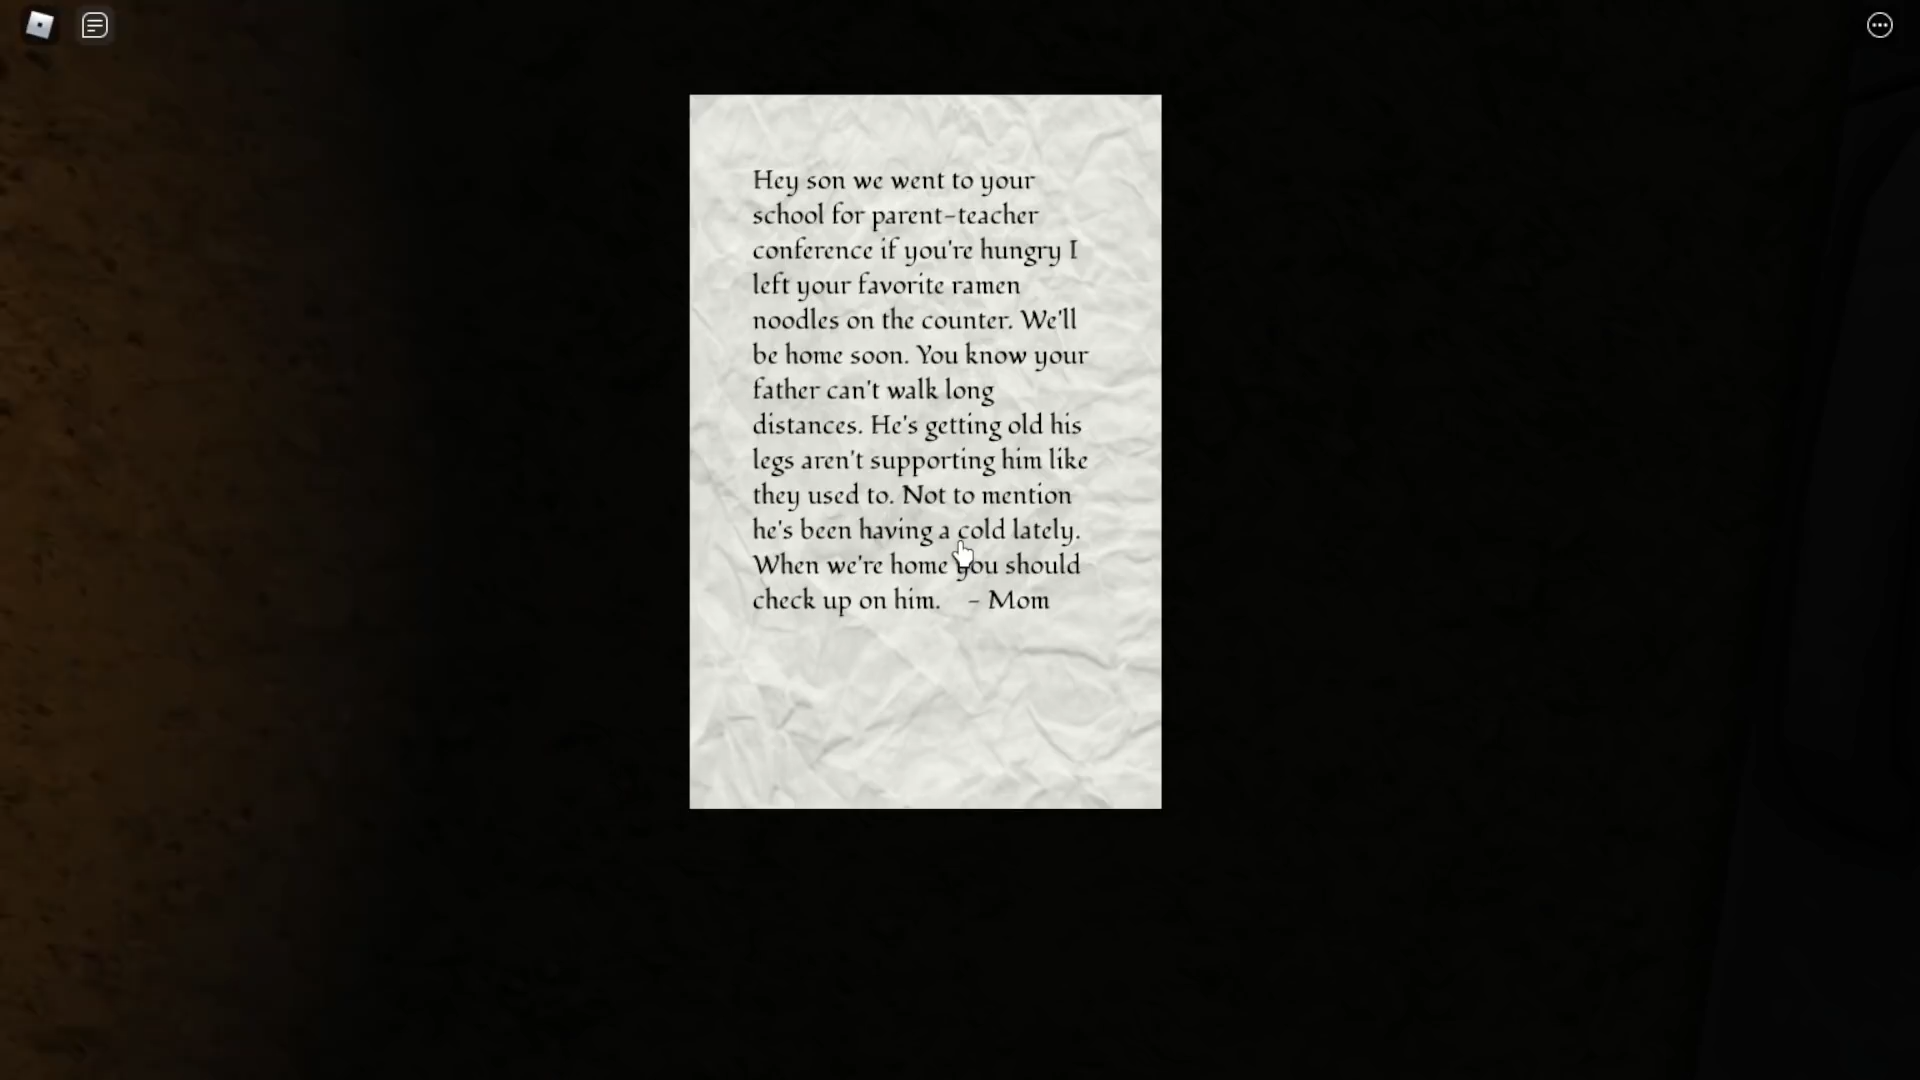 Hey son we went to your
school for parent-teacher
conference if you're hungry I
left your favorite ramen
noodles on the counter. We'll
be home soon. You know your
father can't walk long
distances. He's getting old his
legs aren't supporting him like
they used to. Not to mention
he's been having a cold lately.
When we're home you should
check up on him.    - Mom